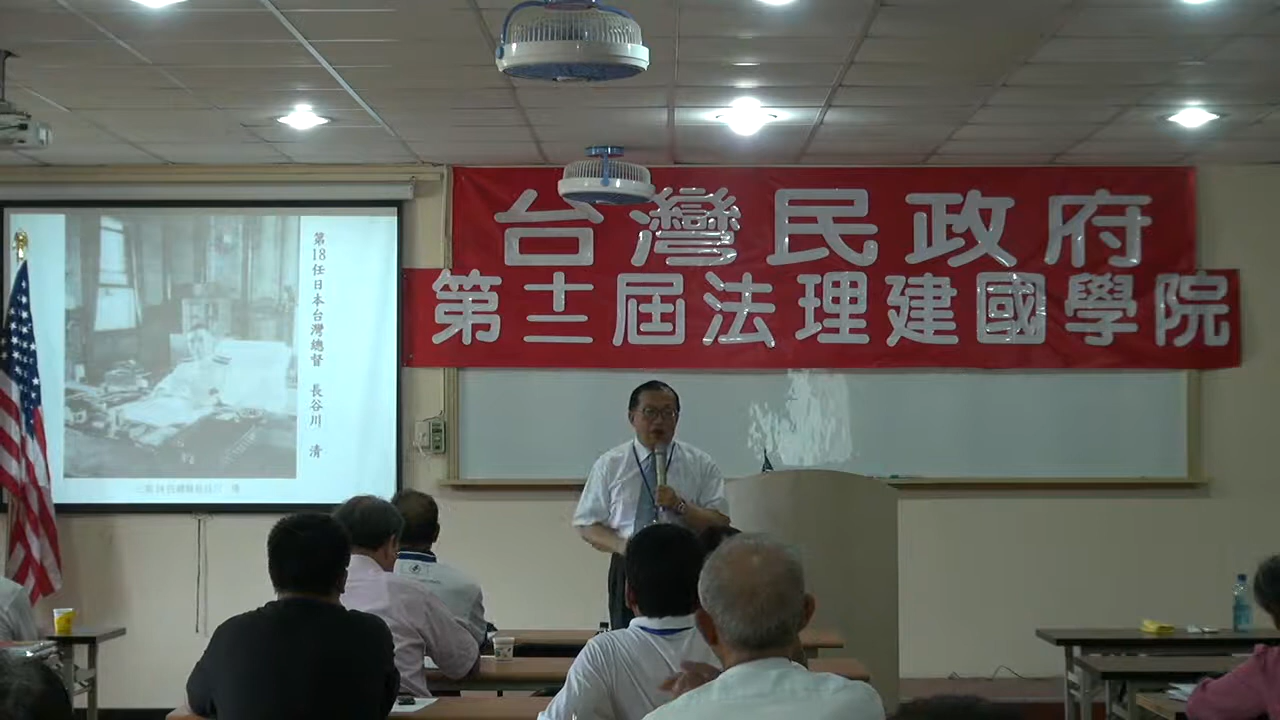 台灣民政府
第十二屆法理建國學院
第18任日本台灣總督 長谷川 清